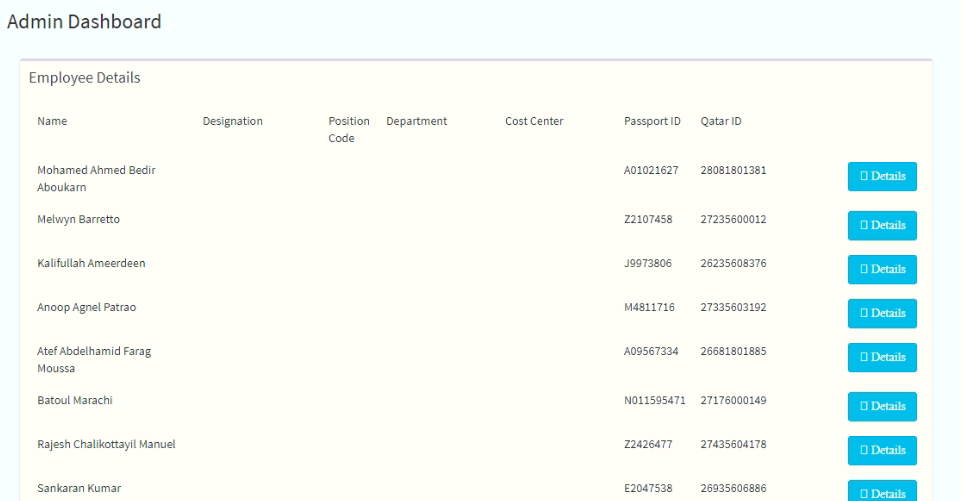 Admin Dashboard
Employee Details
Name Designation Position Code Department Cost Center Passport ID Qatar ID
Mohamed Ahmed Bedir Aboukarn A01021627 28081801381 Details
Melwyn Barretto Z2107458 27235600012 Details
Kalifullah Ameerdeen J9973806 26235608376 Details
Anoop Agnel Patrao M4811716 27335603192 Details
Atef Abdelhamid Farag Moussa A09567334 26681801885 Details
Batoul Marachi N011595471 27176000149 Details
Rajesh Chalikottayil Manuel Z2426477 27435604178 Details
Sankaran Kumar E2047538 26935606886 Details